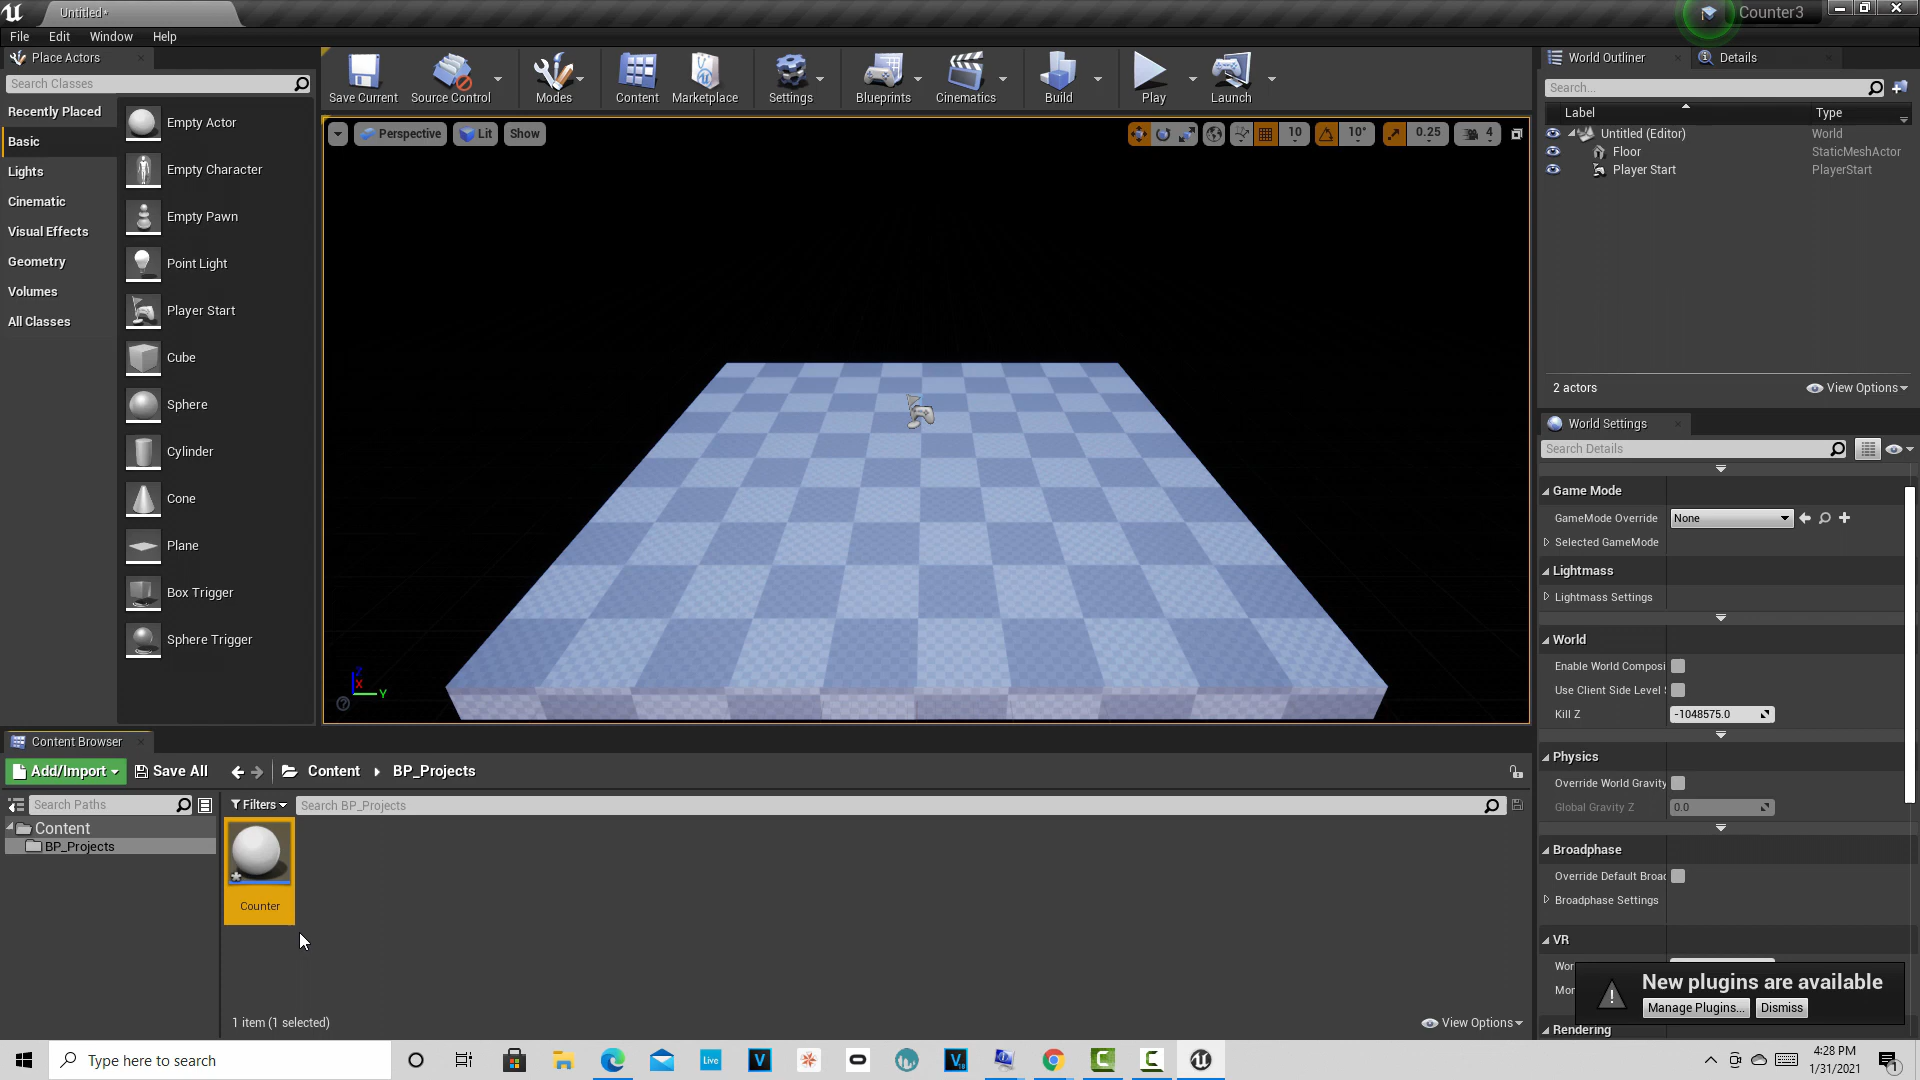 Untitled*
Counter3
File Edit Window Help
Place Actors
Search Classes
Recently Placed
Basic
Lights
Cinematic
Visual Effects
Geometry
Volumes
All Classes
Empty Actor
Empty Character
Empty Pawn
Point Light
Player Start
Cube
Sphere
Cylinder
Cone
Plane
Box Trigger
Sphere Trigger
Save Current Source Control Modes Content Marketplace Settings Blueprints Cinematics Build Play Launch
Perspective Lit Show
10 10° 0.25 4
X Y
World Outliner Details
Search...
Label Type
Untitled (Editor) World
Floor StaticMeshActor
Player Start PlayerStart
2 actors View Options
World Settings
Search Details
Game Mode
GameMode Override None
Selected GameMode
Lightmass
Lightmass Settings
World
Enable World Composi
Use Client Side Level
Kill Z -1048575.0
Physics
Override World Gravity
Global Gravity Z 0.0
Broadphase
Override Default Broad
Broadphase Settings
VR
Wor
Mor
Rendering
New plugins are available
Manage Plugins... Dismiss
Content Browser
Add/Import Save All Content BP_Projects
Search Paths Filters Search BP_Projects
Content
BP_Projects
Counter
1 item (1 selected) View Options
Type here to search
Live
4:28 PM
1/31/2021